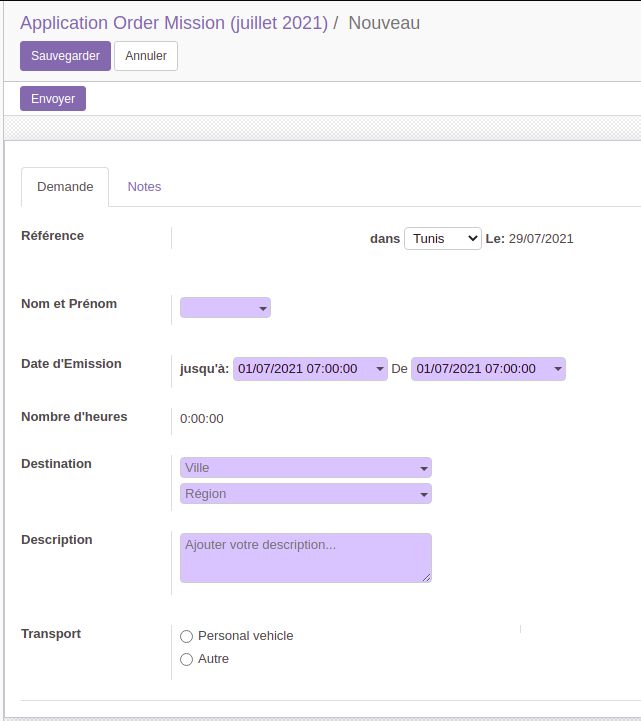 Application Order Mission (juillet 2021) / Nouveau
Sauvegarder Annuler
Envoyer
Demande Notes
Référence dans Tunis Le: 29/07/2021
Nom et Prénom
Date d'Emission jusqu'à: 01/07/2021 07:00:00 De 01/07/2021 07:00:00
Nombre d'heures 0:00:00
Destination Ville
Région
Description Ajouter votre description...
Transport Personal vehicle
Autre